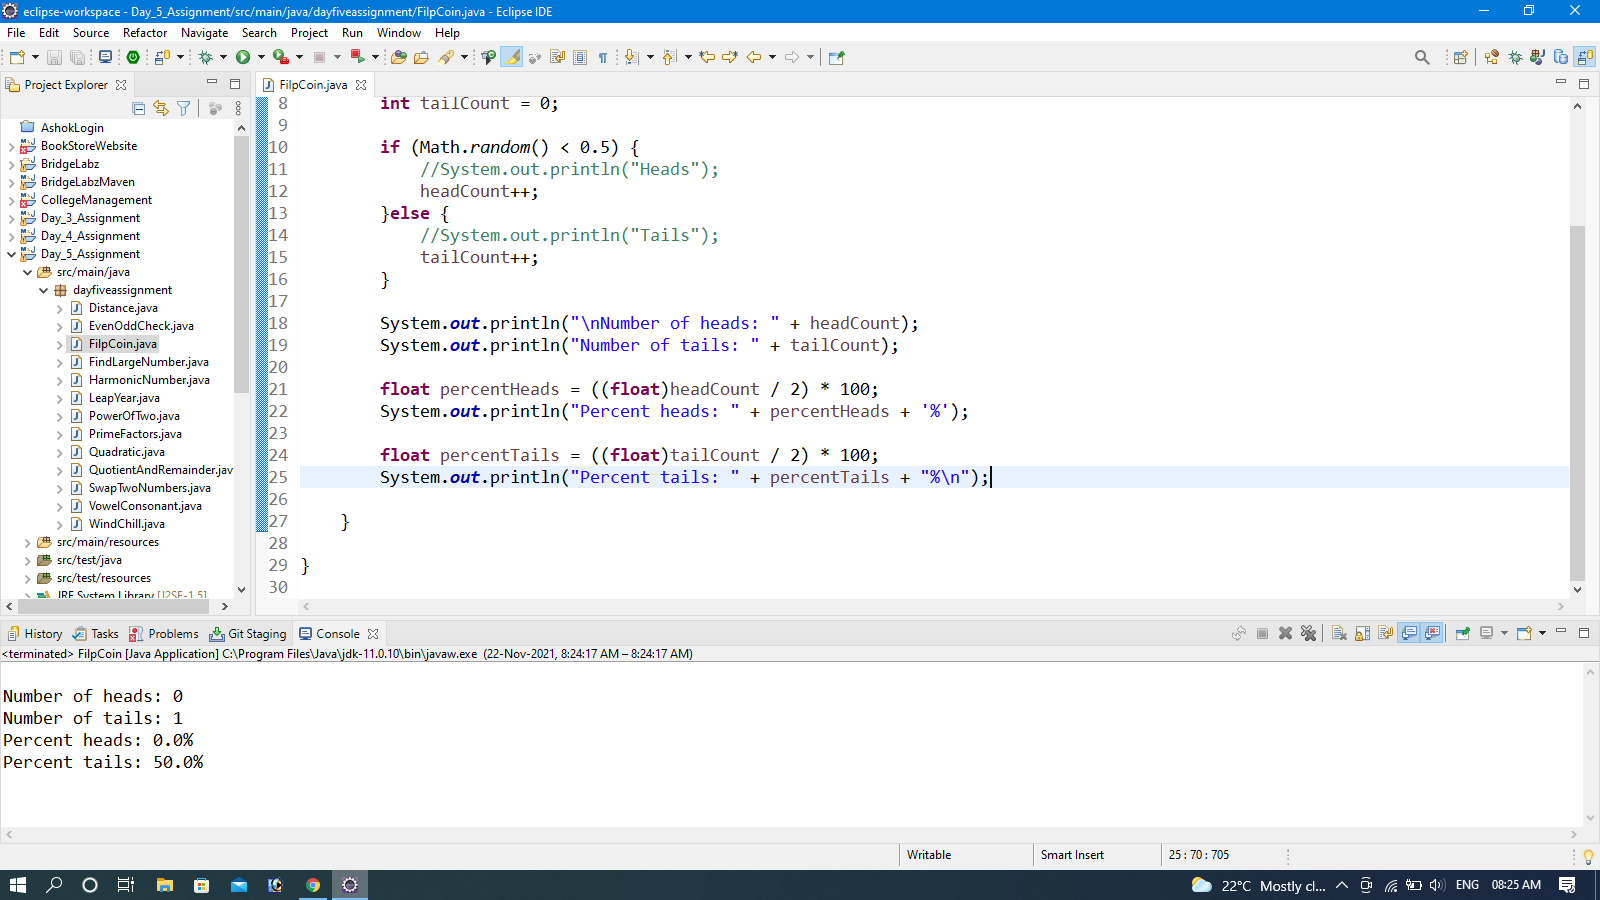 eclipse-workspace - Day_5_Assignment/src/main/java/dayfiveassignment/FilpCoin.java - Eclipse IDE
File Edit Source Refactor Navigate Search Project Run Window Help
Project Explorer
AshokLogin
BookStoreWebsite
BridgeLabz
BridgeLabzMaven
CollegeManagement
Day_3_Assignment
Day_4_Assignment
Day_5_Assignment
src/main/java
dayfiveassignment
Distance.java
EvenOddCheck.java
FilpCoin.java
FindLargeNumber.java
HarmonicNumber.java
LeapYear.java
PowerOfTwo.java
PrimeFactors.java
Quadratic.java
QuotientAndRemainder.jav
SwapTwoNumbers.java
VowelConsonant.java
WindChill.java
src/main/resources
src/test/java
src/test/resources
JRE System Library [J2SE-1.5]
FilpCoin.java
8 int tailCount = 0;
9
10 if (Math.random() < 0.5) {
11 //System.out.println("Heads");
12 headCount++;
13 }else {
14 //System.out.println("Tails");
15 tailCount++;
16 }
17
18 System.out.println("\nNumber of heads: " + headCount);
19 System.out.println("Number of tails: " + tailCount);
20
21 float percentHeads = ((float)headCount / 2) * 100;
22 System.out.println("Percent heads: " + percentHeads + '%');
23
24 float percentTails = ((float)tailCount / 2) * 100;
25 System.out.println("Percent tails: " + percentTails + "%\n");
26
27 }
28
29 }
30
History Tasks Problems Git Staging Console
<terminated> FilpCoin [Java Application] C:\Program Files\Java\jdk-11.0.10\bin\javaw.exe (22-Nov-2021, 8:24:17 AM – 8:24:17 AM)
Number of heads: 0
Number of tails: 1
Percent heads: 0.0%
Percent tails: 50.0%
Writable Smart Insert 25 : 70 : 705
22°C Mostly cl... ENG 08:25 AM